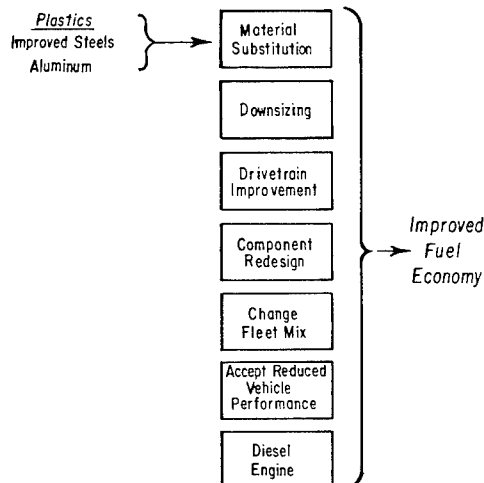 Plastics
Improved Steels
Aluminum
Material
Substitution
Downsizing
Drivetrain
Improvement
Component
Redesign
Change
Fleet Mix
Accept Reduced
Vehicle
Performance
Diesel
Engine
Improved
Fuel
Economy